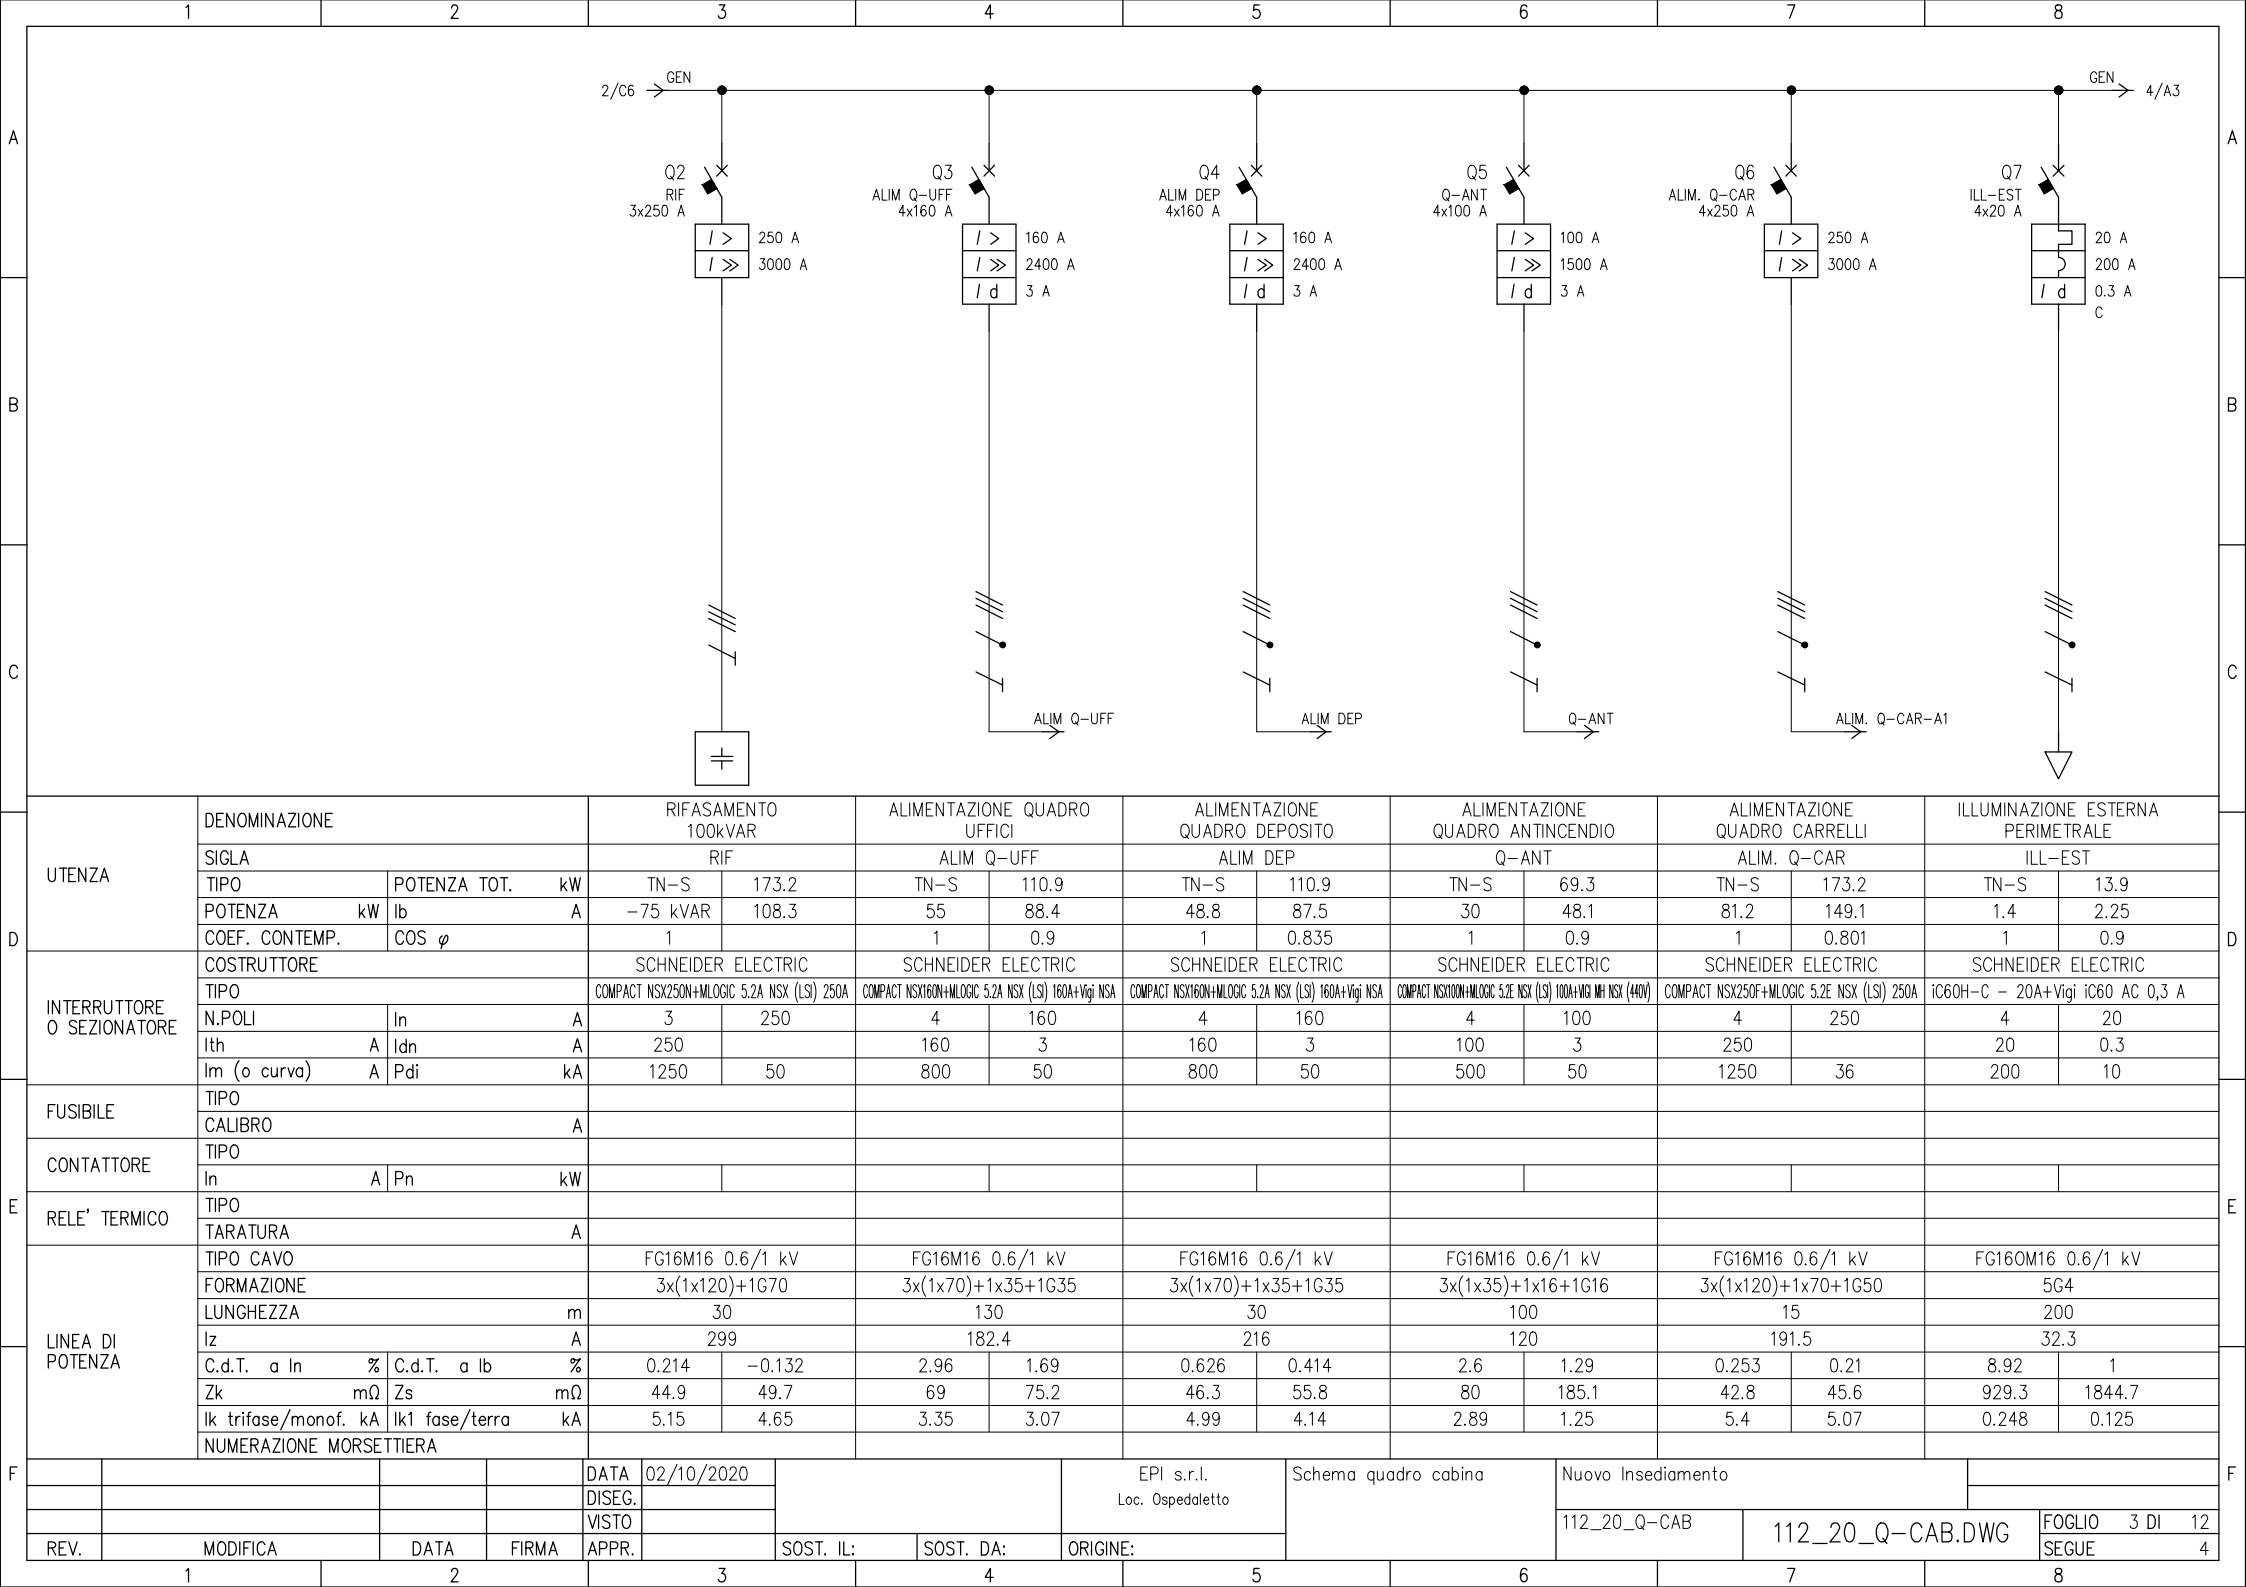 1 2 3 4 5 6 7 8
2/C6 GEN GEN 4/A3
A A
Q2
RIF
3x250 A
I > 250 A
I >> 3000 A
Q3
ALIM Q-UFF
4x160 A
I > 160 A
I >> 2400 A
I d 3 A
Q4
ALIM DEP
4x160 A
I > 160 A
I >> 2400 A
I d 3 A
Q5
Q-ANT
4x100 A
I > 100 A
I >> 1500 A
I d 3 A
Q6
ALIM. Q-CAR
4x250 A
I > 250 A
I >> 3000 A
Q7
ILL-EST
4x20 A
20 A
200 A
I d 0.3 A
C
B B
C C
ALIM Q-UFF ALIM DEP Q-ANT ALIM. Q-CAR-A1
UTENZA
DENOMINAZIONE
RIFASAMENTO
100kVAR
ALIMENTAZIONE QUADRO
UFFICI
ALIMENTAZIONE
QUADRO DEPOSITO
ALIMENTAZIONE
QUADRO ANTINCENDIO
ALIMENTAZIONE
QUADRO CARRELLI
ILLUMINAZIONE ESTERNA
PERIMETRALE
SIGLA RIF ALIM Q-UFF ALIM DEP Q-ANT ALIM. Q-CAR ILL-EST
TIPO POTENZA TOT. kW TN-S 173.2 TN-S 110.9 TN-S 110.9 TN-S 69.3 TN-S 173.2 TN-S 13.9
POTENZA kW Ib A -75 kVAR 108.3 55 88.4 48.8 87.5 30 48.1 81.2 149.1 1.4 2.25
D D
COEF. CONTEMP. COS φ 1 1 0.9 1 0.835 1 0.9 1 0.801 1 0.9
INTERRUTTORE
O SEZIONATORE
COSTRUTTORE SCHNEIDER ELECTRIC SCHNEIDER ELECTRIC SCHNEIDER ELECTRIC SCHNEIDER ELECTRIC SCHNEIDER ELECTRIC SCHNEIDER ELECTRIC
TIPO COMPACT NSX250N+MLOGIC 5.2A NSX (LSI) 250A COMPACT NSX160N+MLOGIC 5.2A NSX (LSI) 160A+Vigi NSA COMPACT NSX160N+MLOGIC 5.2A NSX (LSI) 160A+Vigi NSA COMPACT NSX100N+MLOGIC 5.2E NSX (LSI) 100A+VIGI MH NSX (440V) COMPACT NSX250F+MLOGIC 5.2E NSX (LSI) 250A iC60H-C - 20A+Vigi iC60 AC 0,3 A
N.POLI In A 3 250 4 160 4 160 4 100 4 250 4 20
Ith A Idn A 250 160 3 160 3 100 3 250 20 0.3
Im (o curva) A Pdi kA 1250 50 800 50 800 50 500 50 1250 36 200 10
FUSIBILE
TIPO
CALIBRO A
CONTATTORE
TIPO
In A Pn kW
E E
RELE' TERMICO
TIPO
TARATURA A
LINEA DI
POTENZA
TIPO CAVO FG16M16 0.6/1 kV FG16M16 0.6/1 kV FG16M16 0.6/1 kV FG16M16 0.6/1 kV FG16M16 0.6/1 kV FG16OM16 0.6/1 kV
FORMAZIONE 3x(1x120)+1G70 3x(1x70)+1x35+1G35 3x(1x70)+1x35+1G35 3x(1x35)+1x16+1G16 3x(1x120)+1x70+1G50 5G4
LUNGHEZZA m 30 130 30 100 15 200
Iz A 299 182.4 216 120 191.5 32.3
C.d.T. a In % C.d.T. a Ib % 0.214 -0.132 2.96 1.69 0.626 0.414 2.6 1.29 0.253 0.21 8.92 1
Zk mΩ Zs mΩ 44.9 49.7 69 75.2 46.3 55.8 80 185.1 42.8 45.6 929.3 1844.7
Ik trifase/monof. kA Ik1 fase/terra kA 5.15 4.65 3.35 3.07 4.99 4.14 2.89 1.25 5.4 5.07 0.248 0.125
NUMERAZIONE MORSETTIERA
F F
DATA 02/10/2020
DISEG.
VISTO
REV. MODIFICA DATA FIRMA APPR.
SOST. IL: SOST. DA: ORIGINE:
EPI s.r.l.
Loc. Ospedaletto
Schema quadro cabina
Nuovo Insediamento
112_20_Q-CAB
112_20_Q-CAB.DWG
FOGLIO 3 DI 12
SEGUE 4
1 2 3 4 5 6 7 8